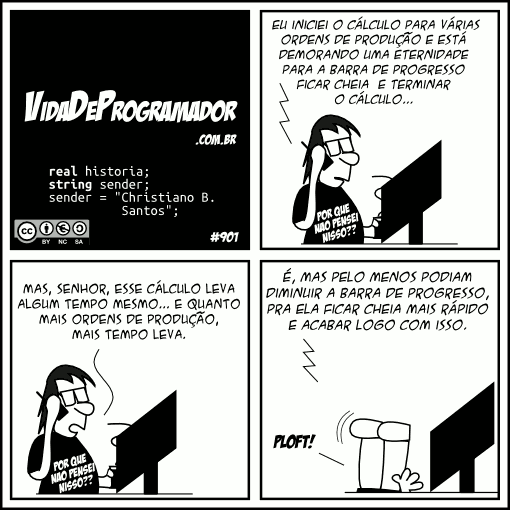 VidaDeProgramador
.com.br
real historia;
string sender;
sender = "Christiano B.
Santos";
cc
BY NC SA
#901
EU INICIEI O CÁLCULO PARA VÁRIAS
ORDENS DE PRODUÇÃO E ESTÁ
DEMORANDO UMA ETERNIDADE
PARA A BARRA DE PROGRESSO
FICAR CHEIA E TERMINAR
O CÁLCULO...
POR QUE
NAO PENSEI
NISSO??
MAS, SENHOR, ESSE CÁLCULO LEVA
ALGUM TEMPO MESMO... E QUANTO
MAIS ORDENS DE PRODUÇÃO,
MAIS TEMPO LEVA.
POR QUE
NAO PENSEI
NISSO??
É, MAS PELO MENOS PODIAM
DIMINUIR A BARRA DE PROGRESSO,
PRA ELA FICAR CHEIA MAIS RÁPIDO
E ACABAR LOGO COM ISSO.
PLOFT!